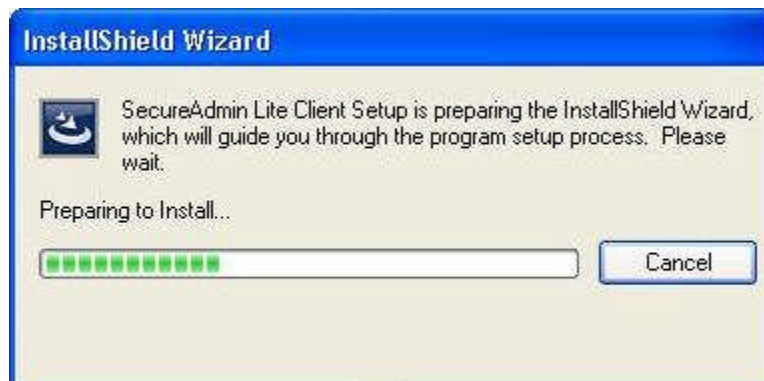 InstallShield Wizard
SecureAdmin Lite Client Setup is preparing the InstallShield Wizard,
which will guide you through the program setup process. Please
wait.
Preparing to Install...
Cancel